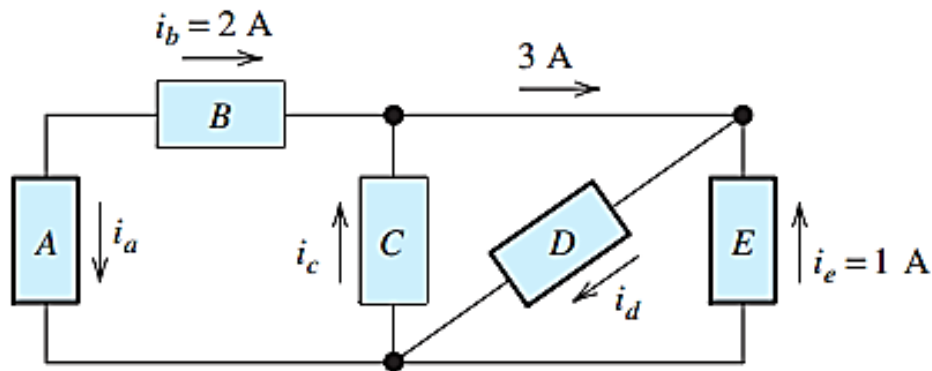 i_b = 2 A
3 A
B
A
i_a
i_c
C
D
i_d
E
i_e = 1 A